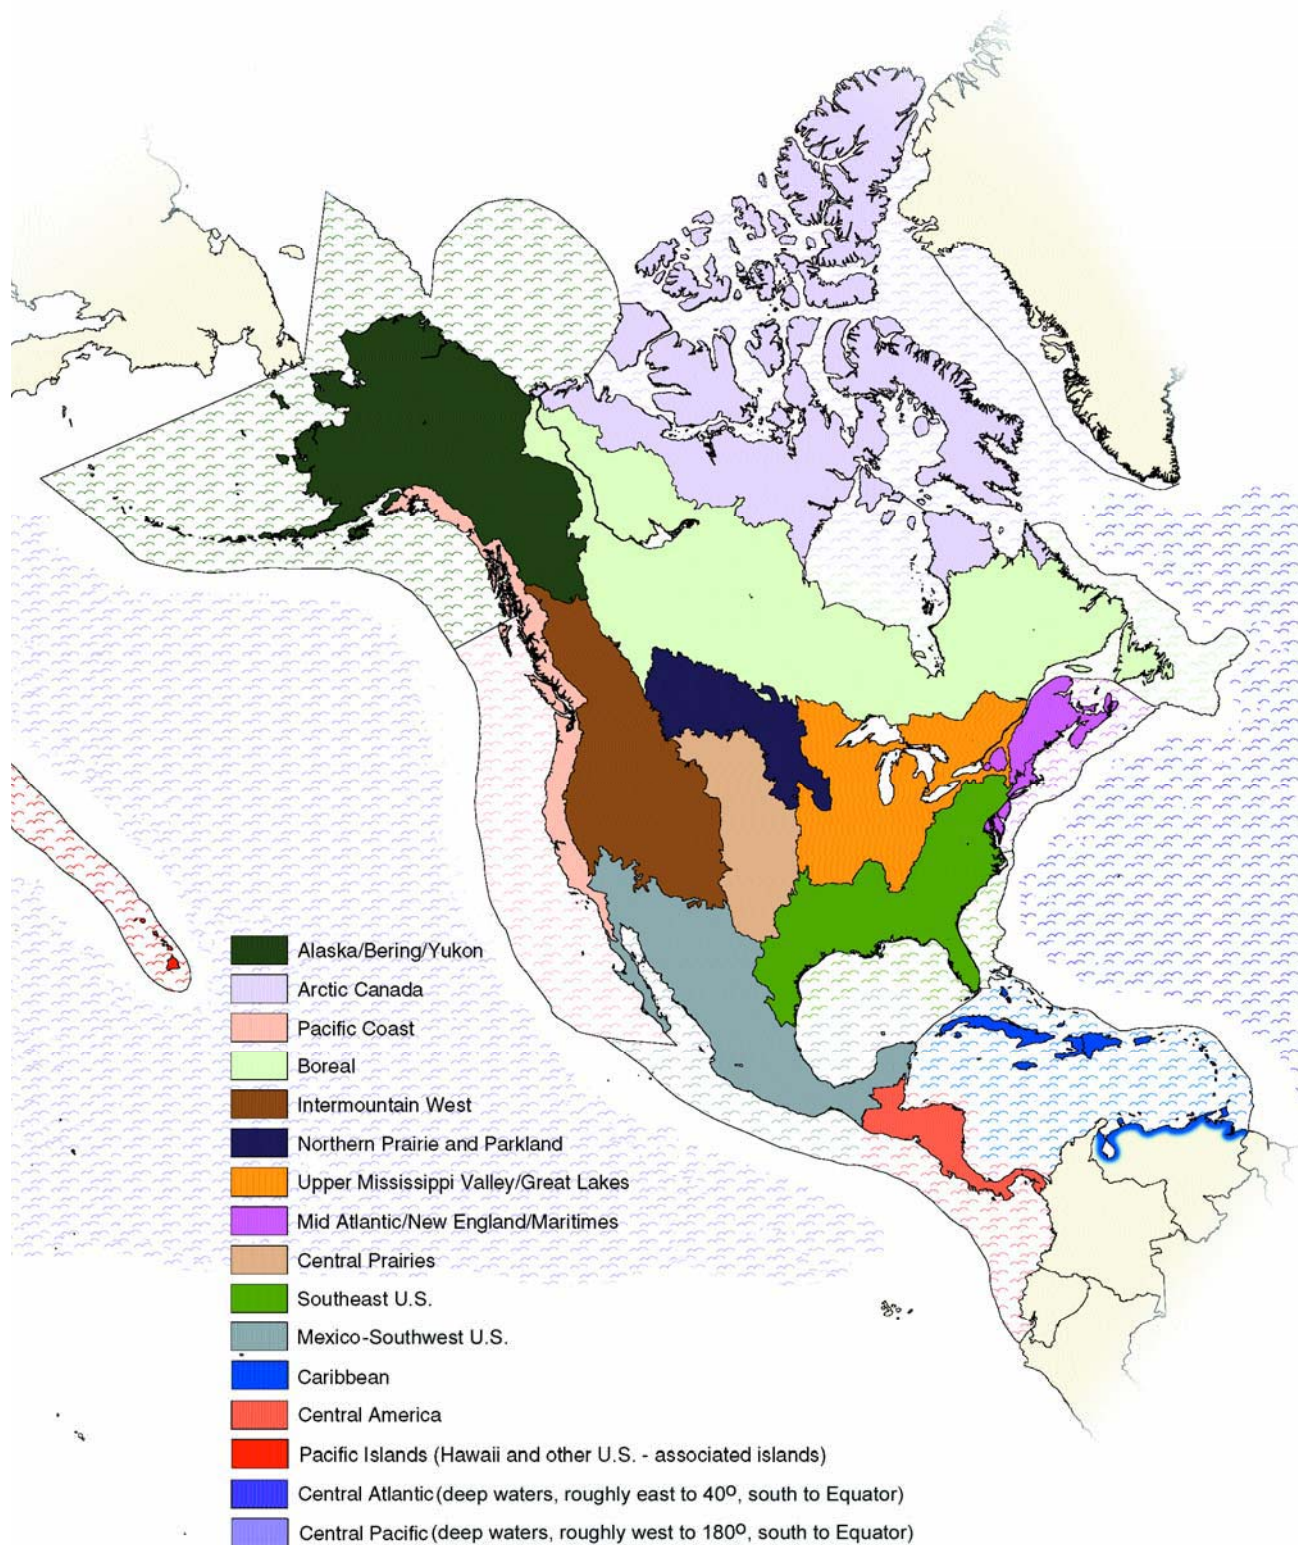 Alaska/Bering/Yukon
Arctic Canada
Pacific Coast
Boreal
Intermountain West
Northern Prairie and Parkland
Upper Mississippi Valley/Great Lakes
Mid Atlantic/New England/Maritimes
Central Prairies
Southeast U.S.
Mexico-Southwest U.S.
Caribbean
Central America
Pacific Islands (Hawaii and other U.S. - associated islands)
Central Atlantic (deep waters, roughly east to 40º, south to Equator)
Central Pacific (deep waters, roughly west to 180º, south to Equator)